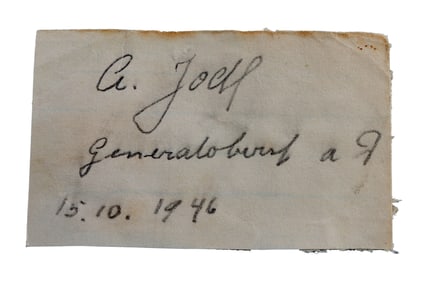 A. Jodl
Generaloberst a D
15.10.1946